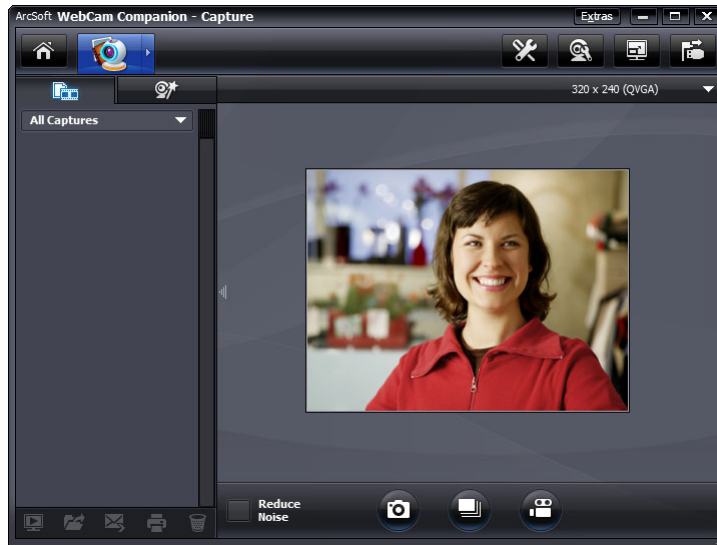 ArcSoft WebCam Companion - Capture
Extras
320 x 240 (QVGA)
All Captures
Reduce
Noise